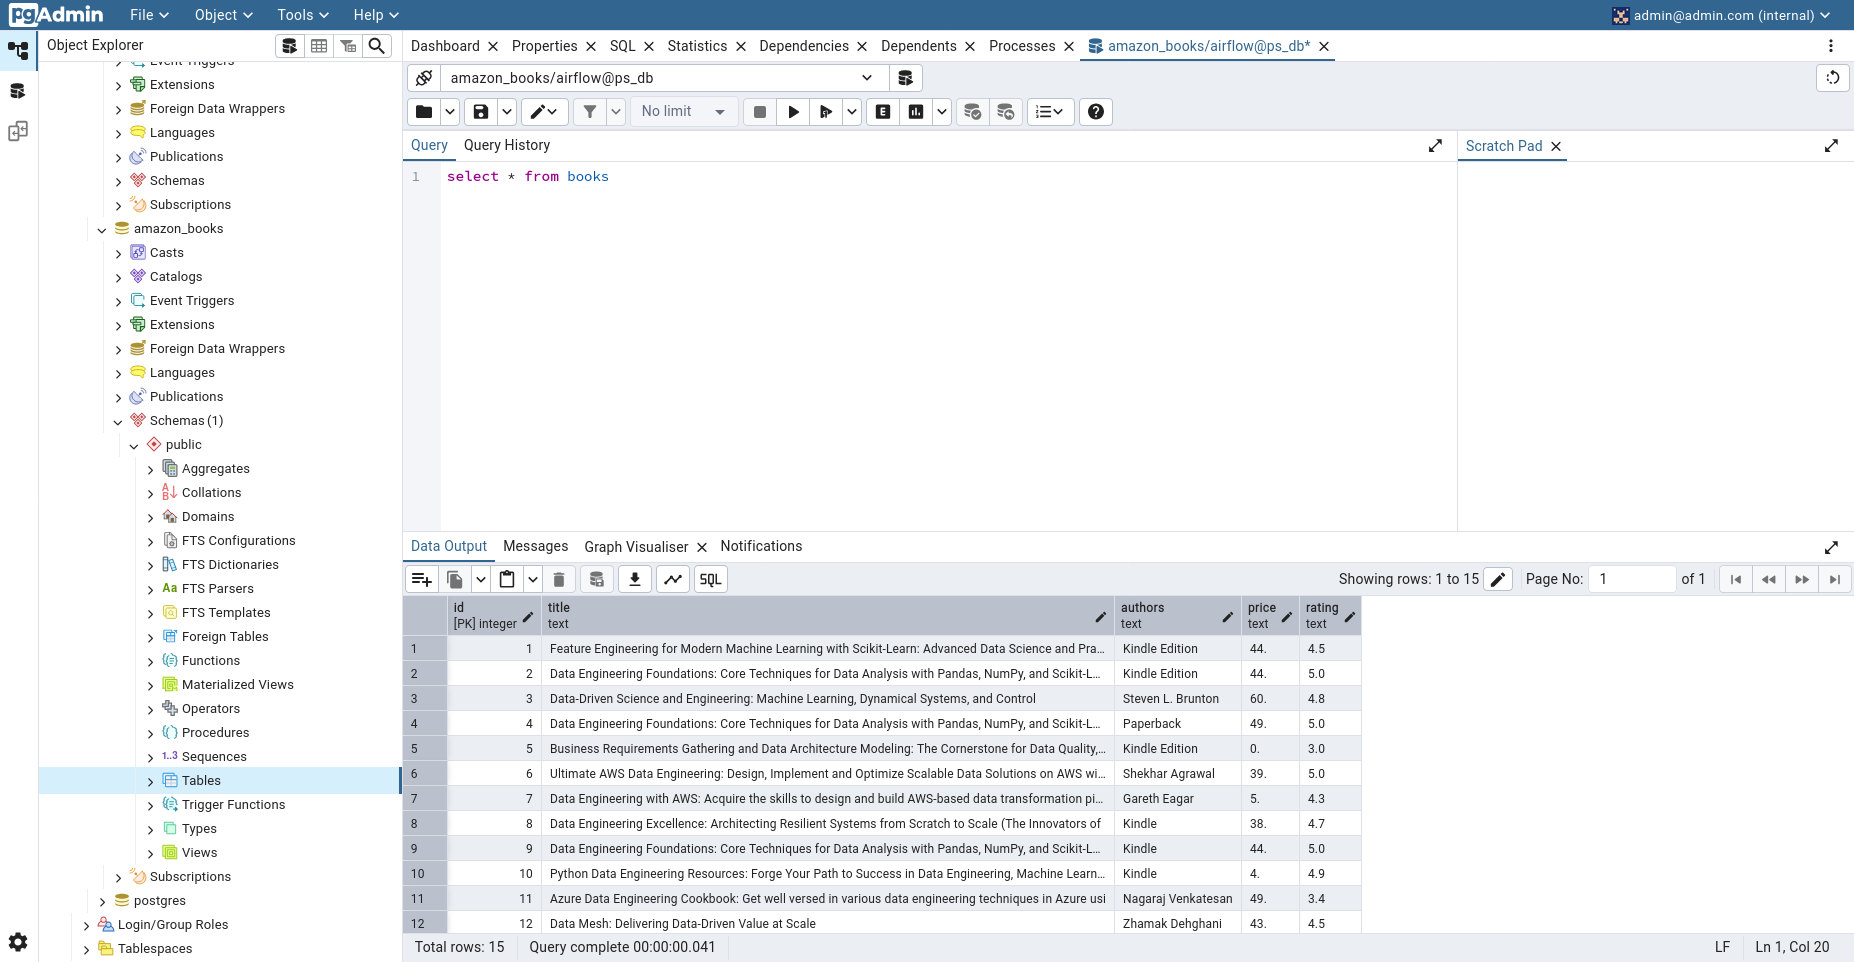 pgAdmin File Object Tools Help admin@admin.com (internal)
Object Explorer
Dashboard Properties SQL Statistics Dependencies Dependents Processes amazon_books/airflow@ps_db*
Event Triggers
Extensions
Foreign Data Wrappers
Languages
Publications
Schemas
Subscriptions
amazon_books
Casts
Catalogs
Event Triggers
Extensions
Foreign Data Wrappers
Languages
Publications
Schemas (1)
public
Aggregates
Collations
Domains
FTS Configurations
FTS Dictionaries
FTS Parsers
FTS Templates
Foreign Tables
Functions
Materialized Views
Operators
Procedures
1..3 Sequences
Tables
Trigger Functions
Types
Views
Subscriptions
postgres
Login/Group Roles
Tablespaces
amazon_books/airflow@ps_db
No limit E
Query Query History
Scratch Pad
1 select * from books
Data Output Messages Graph Visualiser Notifications
SQL Showing rows: 1 to 15 Page No: 1 of 1
id title authors price rating
[PK] integer text text text text
1 1 Feature Engineering for Modern Machine Learning with Scikit-Learn: Advanced Data Science and Pra... Kindle Edition 44. 4.5
2 2 Data Engineering Foundations: Core Techniques for Data Analysis with Pandas, NumPy, and Scikit-L... Kindle Edition 44. 5.0
3 3 Data-Driven Science and Engineering: Machine Learning, Dynamical Systems, and Control Steven L. Brunton 60. 4.8
4 4 Data Engineering Foundations: Core Techniques for Data Analysis with Pandas, NumPy, and Scikit-L... Paperback 49. 5.0
5 5 Business Requirements Gathering and Data Architecture Modeling: The Cornerstone for Data Quality,... Kindle Edition 0. 3.0
6 6 Ultimate AWS Data Engineering: Design, Implement and Optimize Scalable Data Solutions on AWS wi... Shekhar Agrawal 39. 5.0
7 7 Data Engineering with AWS: Acquire the skills to design and build AWS-based data transformation pi... Gareth Eagar 5. 4.3
8 8 Data Engineering Excellence: Architecting Resilient Systems from Scratch to Scale (The Innovators of Kindle 38. 4.7
9 9 Data Engineering Foundations: Core Techniques for Data Analysis with Pandas, NumPy, and Scikit-L... Kindle 44. 5.0
10 10 Python Data Engineering Resources: Forge Your Path to Success in Data Engineering, Machine Learn... Kindle 4. 4.9
11 11 Azure Data Engineering Cookbook: Get well versed in various data engineering techniques in Azure usi Nagaraj Venkatesan 49. 3.4
12 12 Data Mesh: Delivering Data-Driven Value at Scale Zhamak Dehghani 43. 4.5
Total rows: 15 Query complete 00:00:00.041 LF Ln 1, Col 20